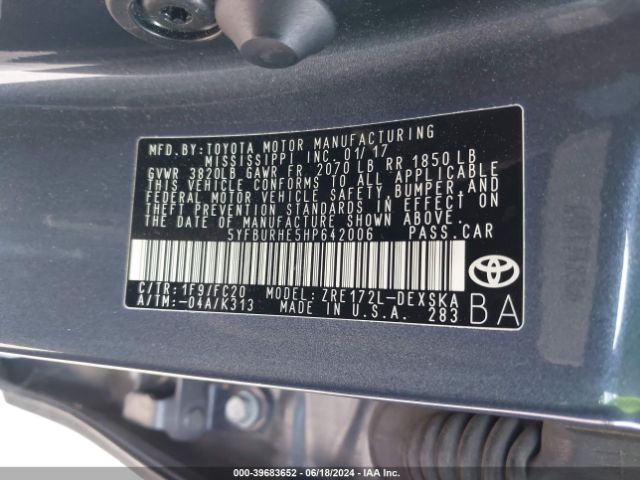 MFD.BY:TOYOTA MOTOR MANUFACTURING
MISSISSIPPI INC. 01/17
GVWR 3820LB GAWR FR 2070 LB RR 1850 LB
THIS VEHICLE CONFORMS TO ALL APPLICABLE
FEDERAL MOTOR VEHICLE SAFETY, BUMPER, AND
THEFT PREVENTION STANDARDS IN EFFECT ON
THE DATE OF MANUFACTURE SHOWN ABOVE.
5YFBURHE5HP642006 PASS.CAR
C/TR:1F9/FC20 MODEL:ZRE172L-DEXSKA
A/TM:-04A/K313 MADE IN U.S.A. 283
TOYOTA
BA
000-39683652 - 06/18/2024 - IAA Inc.